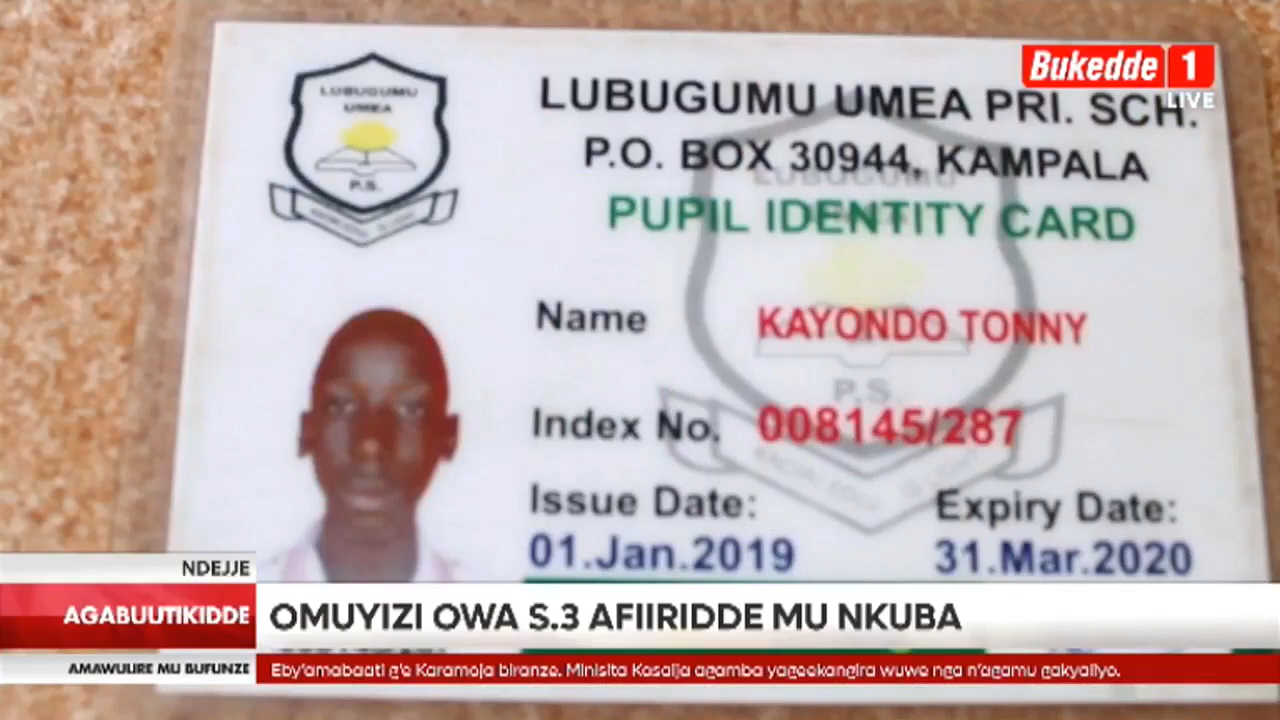 Bukedde 1
LIVE
LUBUGUMU
UMEA
P.S.
LUBUGUMU UMEA PRI. SCH.
P.O. BOX 30944, KAMPALA
PUPIL IDENTITY CARD
Name KAYONDO TONNY
Index No. 008145/287
P.S.
Issue Date: Expiry Date:
01.Jan.2019 31.Mar.2020
NDEJJE
AGABUUTIKIDDE OMUYIZI OWA S.3 AFIIRIDDE MU NKUBA
AMAWULIRE MU BUFUNZE Eby'amabaati g'e Karamoja biranze. Minisita Kasaija agamba yageekangira wuwe nga n'agamu gakyaliyo.